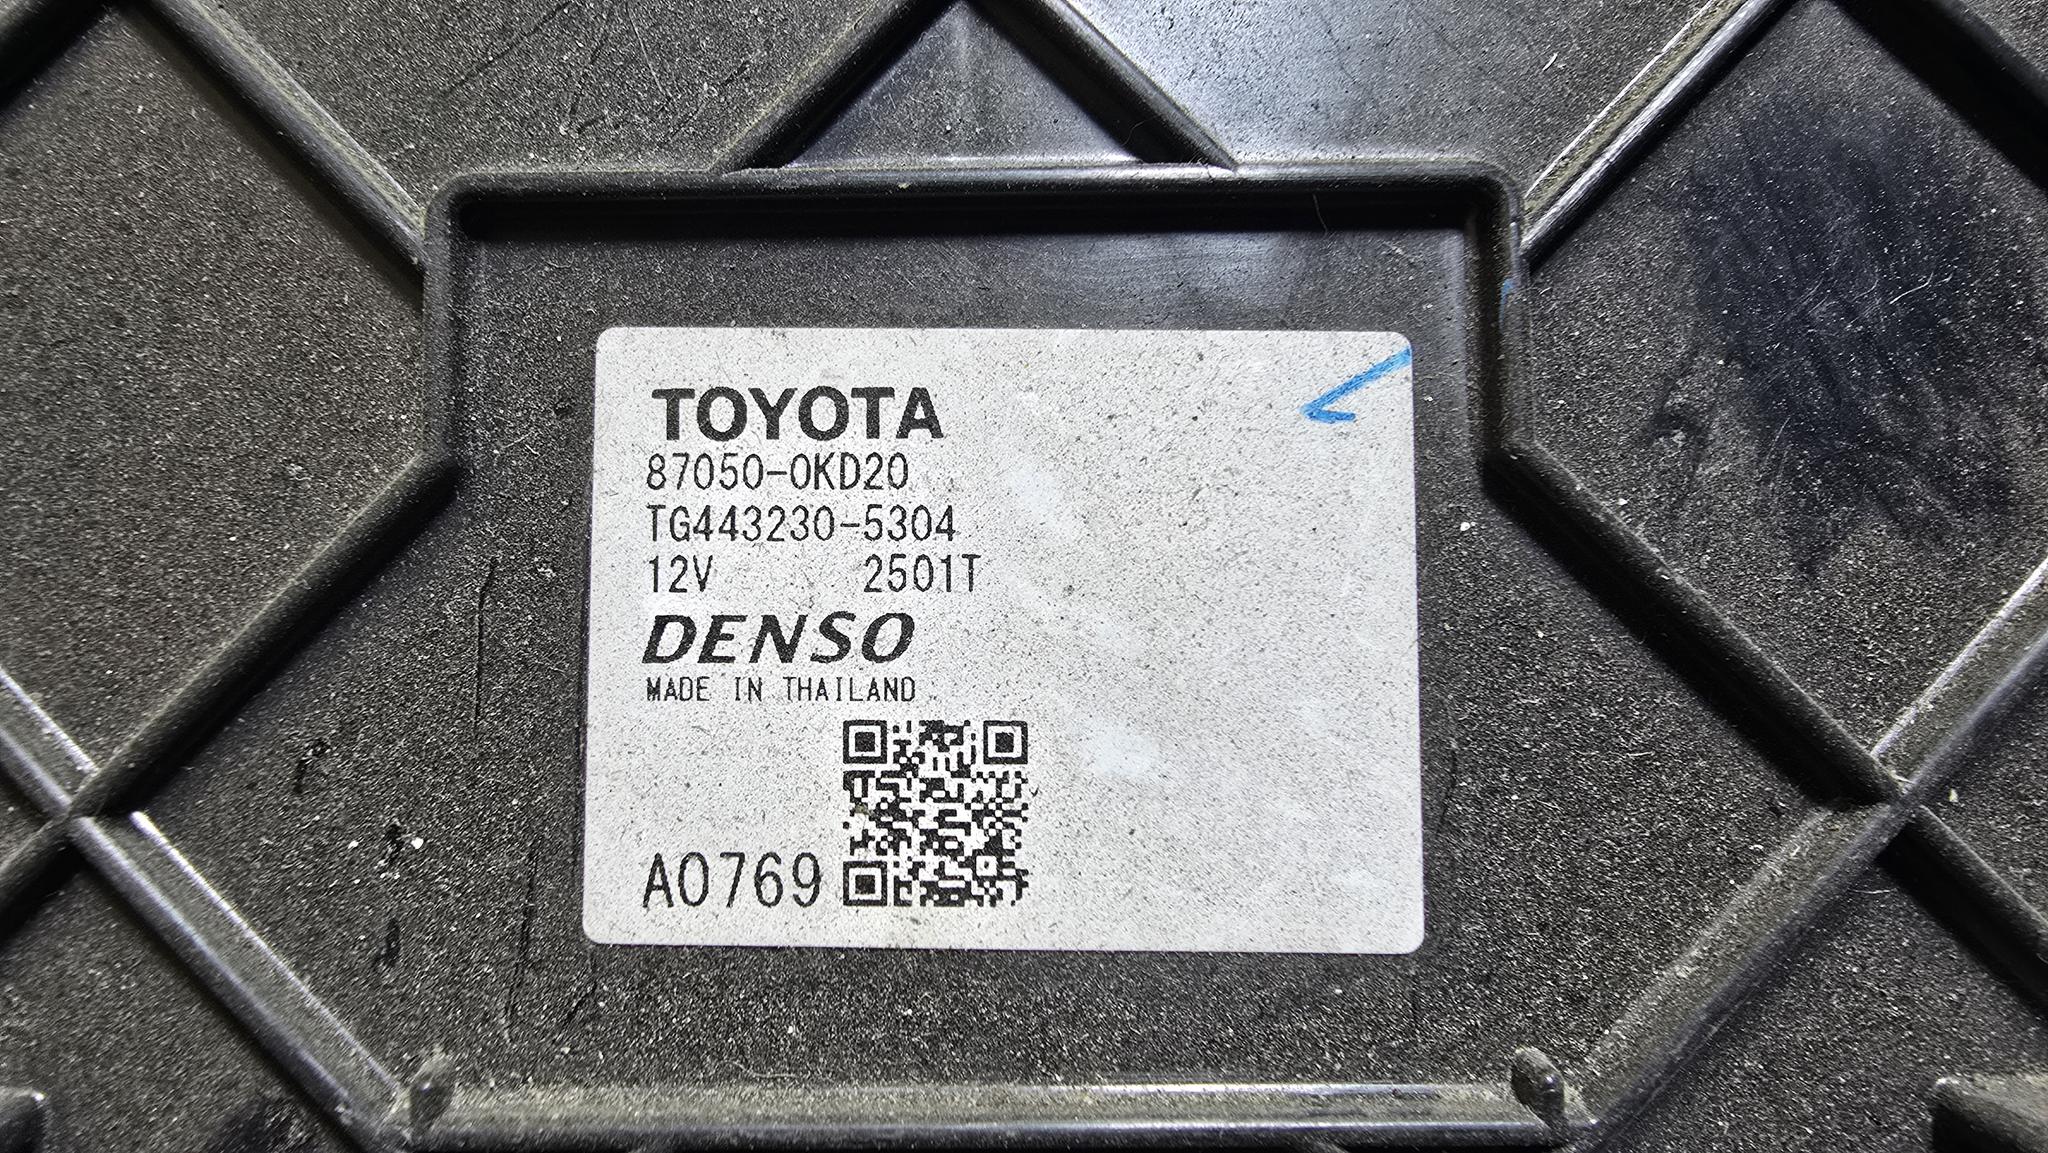 TOYOTA
87050-0KD20
TG443230-5304
12V 2501T
DENSO
MADE IN THAILAND
A0769